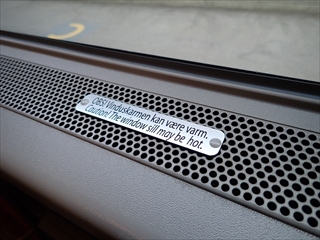 OBS! Vinduskarmen kan være varm.
Caution! The window sill may be hot.